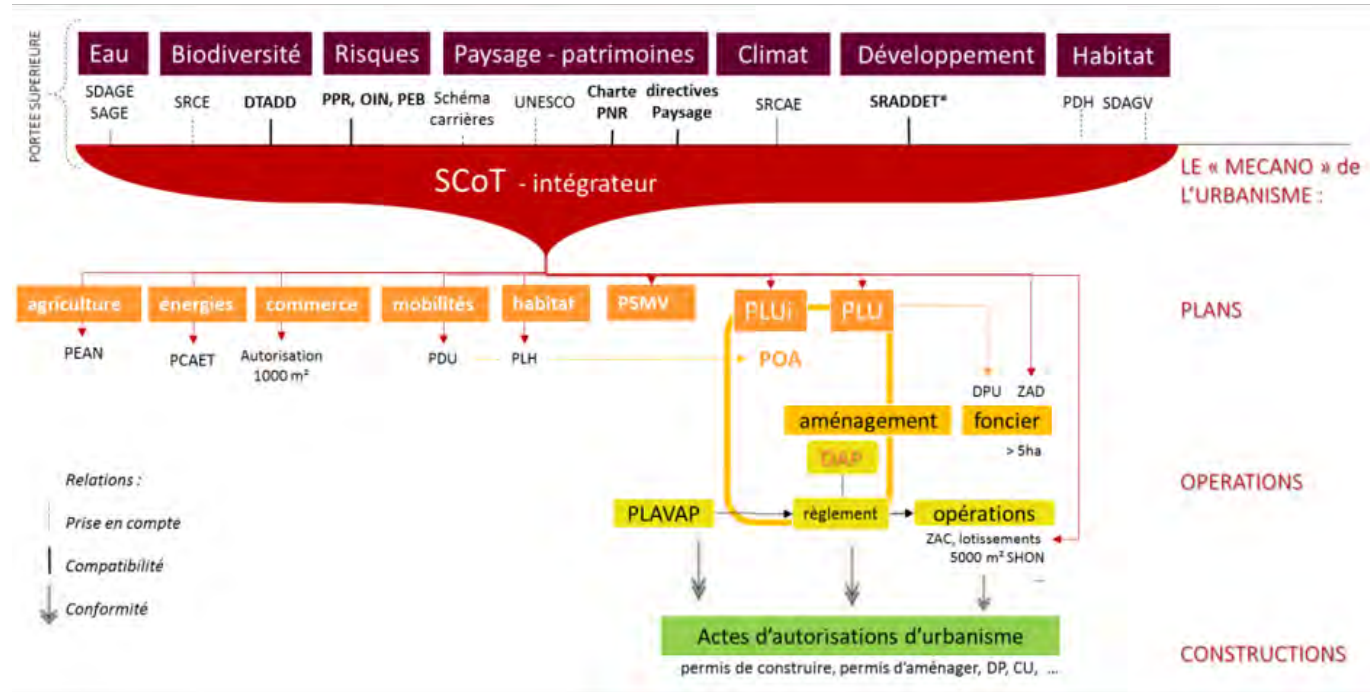 PORTEE SUPERIEURE
Eau
Biodiversité
Risques
Paysage - patrimoines
Climat
Développement
Habitat
SDAGE
SAGE
SRCE
DTADD
PPR, OIN, PEB
Schéma
carrières
UNESCO
Charte
PNR
directives
Paysage
SRCAE
SRADDET*
PDH
SDAGV
SCoT - intégrateur
LE « MECANO » de
L'URBANISME :
agriculture
énergies
commerce
mobilités
habitat
PSMV
PLUi
PLU
PLANS
PEAN
PCAET
Autorisation
1000 m²
PDU
PLH
POA
DPU
ZAD
aménagement
foncier
> 5ha
OAP
Relations :
Prise en compte
Compatibilité
Conformité
OPERATIONS
PLAVAP
règlement
opérations
ZAC, lotissements
5000 m² SHON
...
Actes d'autorisations d'urbanisme
permis de construire, permis d'aménager, DP, CU, ...
CONSTRUCTIONS